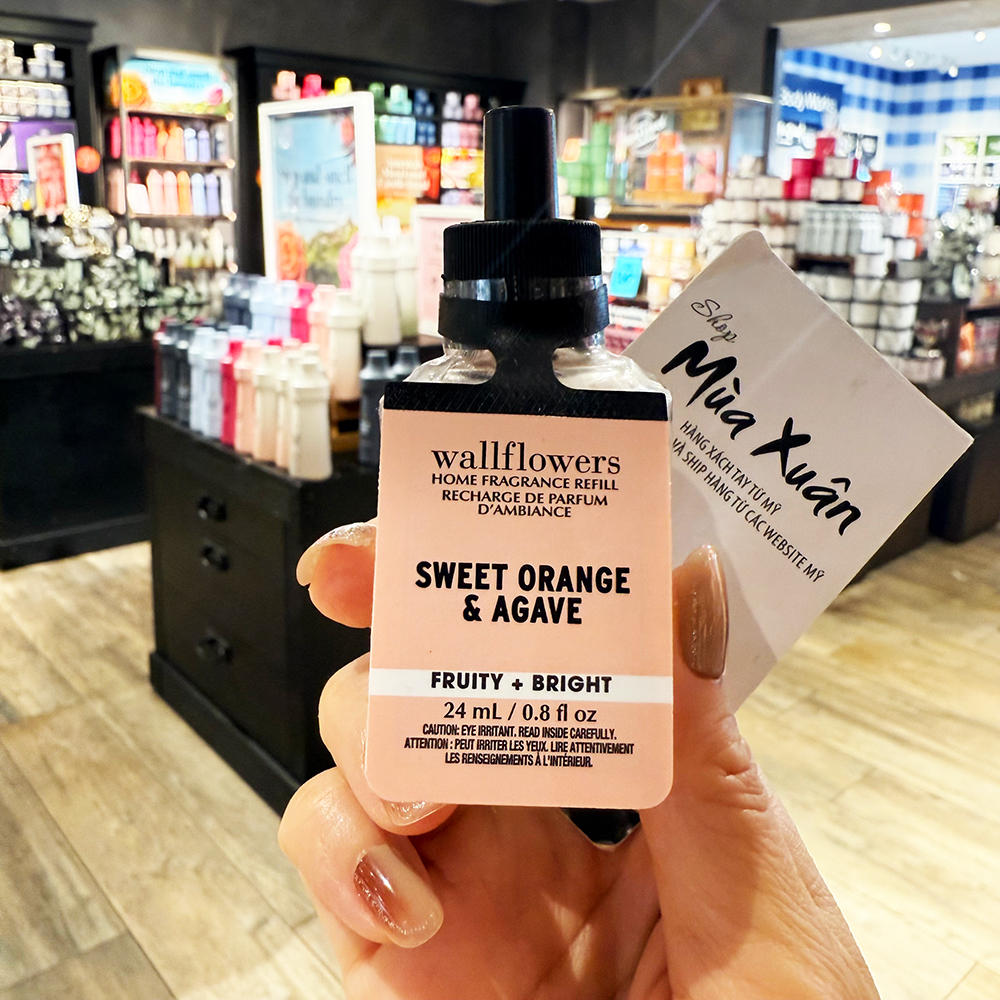 wallflowers
HOME FRAGRANCE REFILL
RECHARGE DE PARFUM
D'AMBIANCE
SWEET ORANGE
& AGAVE
FRUITY + BRIGHT
24 mL / 0.8 fl oz
CAUTION: EYE IRRITANT. READ INSIDE CAREFULLY.
ATTENTION : PEUT IRRITER LES YEUX. LIRE ATTENTIVEMENT
LES RENSEIGNEMENTS À L'INTÉRIEUR.
Shop
Mùa Xuân
HÀNG XÁCH TAY TỪ MỸ
VÀ SHIP HÀNG TỪ CÁC WEBSITE MỸ
Body Works